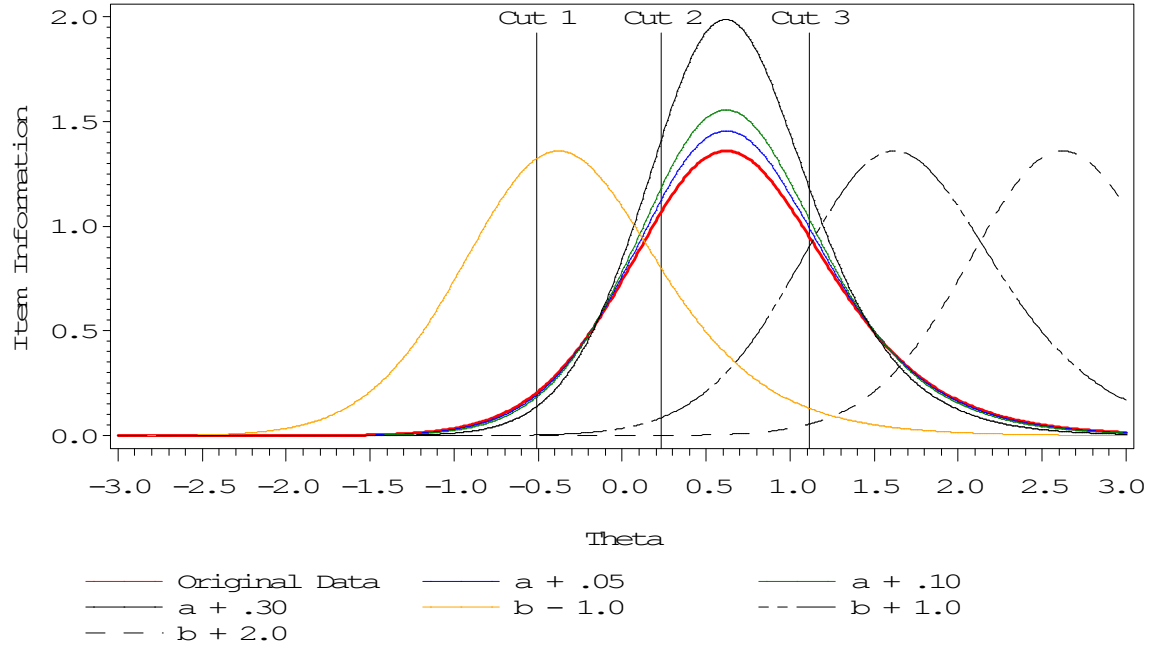 Cut 1 Cut 2 Cut 3
2.0
1.5
1.0
0.5
0.0
Item Information
-3.0 -2.5 -2.0 -1.5 -1.0 -0.5 0.0 0.5 1.0 1.5 2.0 2.5 3.0
Theta
Original Data a + .05 a + .10
a + .30 b - 1.0 b + 1.0
b + 2.0